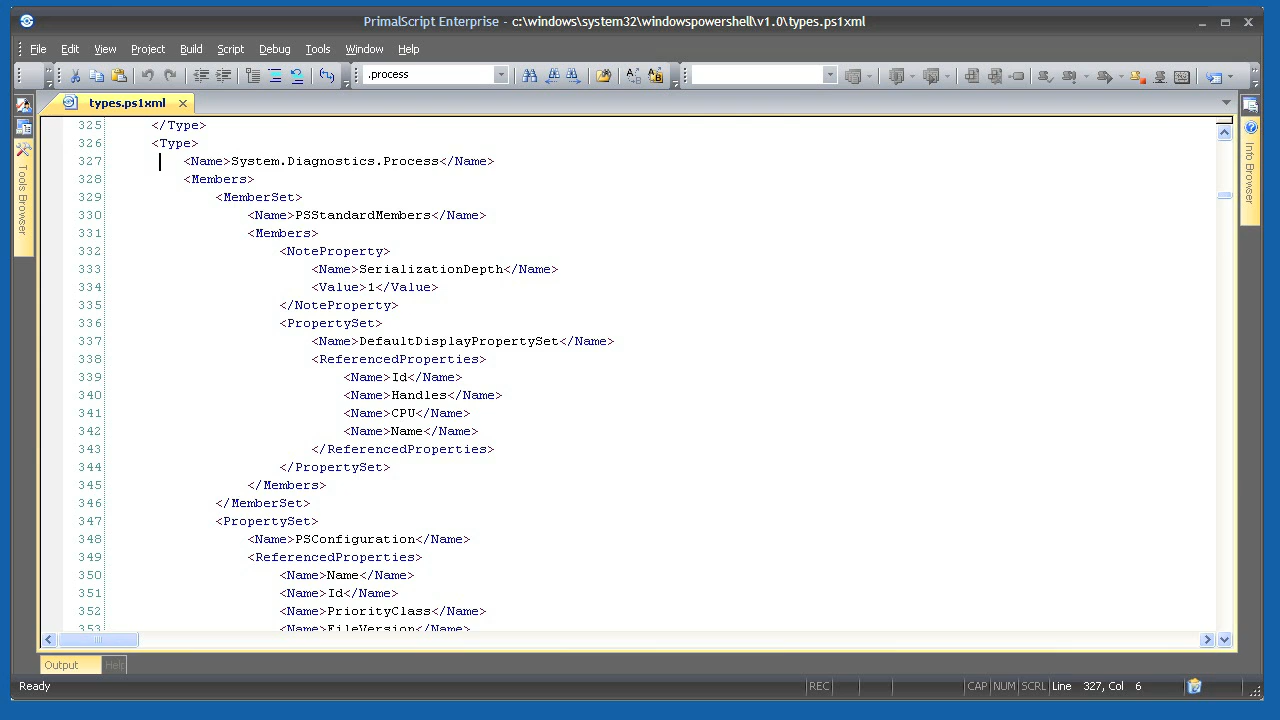 PrimalScript Enterprise - c:\windows\system32\windowspowershell\v1.0\types.ps1xml
File Edit View Project Build Script Debug Tools Window Help
.process
types.ps1xml
325 </Type>
326 <Type>
327 <Name>System.Diagnostics.Process</Name>
328 <Members>
329 <MemberSet>
330 <Name>PSStandardMembers</Name>
331 <Members>
332 <NoteProperty>
333 <Name>SerializationDepth</Name>
334 <Value>1</Value>
335 </NoteProperty>
336 <PropertySet>
337 <Name>DefaultDisplayPropertySet</Name>
338 <ReferencedProperties>
339 <Name>Id</Name>
340 <Name>Handles</Name>
341 <Name>CPU</Name>
342 <Name>Name</Name>
343 </ReferencedProperties>
344 </PropertySet>
345 </Members>
346 </MemberSet>
347 <PropertySet>
348 <Name>PSConfiguration</Name>
349 <ReferencedProperties>
350 <Name>Name</Name>
351 <Name>Id</Name>
352 <Name>PriorityClass</Name>
353 <Name>FileVersion</Name>
Tools Browser
Info Browser
Output Help
Ready REC CAP NUM SCRL Line 327, Col 6